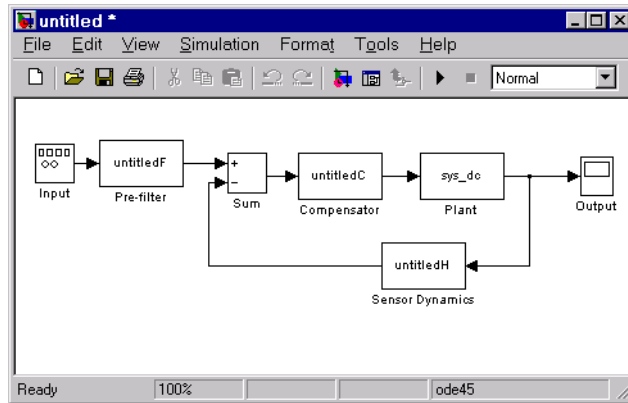 untitled *
File Edit View Simulation Format Tools Help
Normal
untitledF
+
−
untitledC
sys_dc
Input
Pre-filter
Sum
Compensator
Plant
Output
untitledH
Sensor Dynamics
Ready 100% ode45